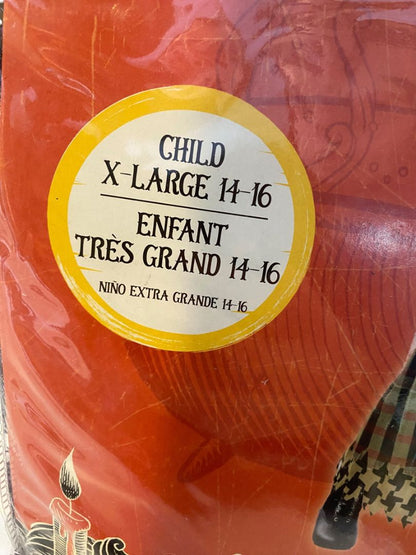 CHILD
X-LARGE 14-16
ENFANT
TRÈS GRAND 14-16
NIÑO EXTRA GRANDE 14-16